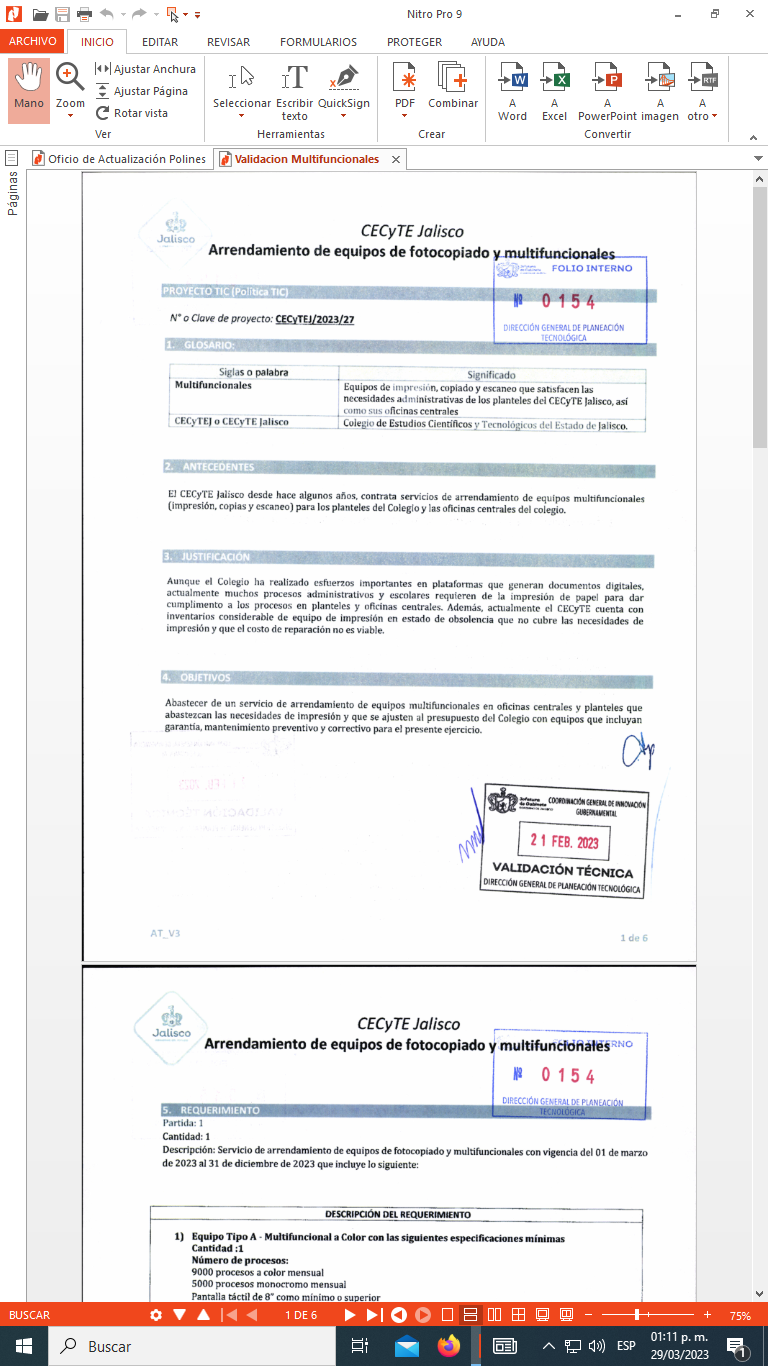 Nitro Pro 9
ARCHIVO INICIO EDITAR REVISAR FORMULARIOS PROTEGER AYUDA
Mano
Zoom
Ajustar Anchura
Ajustar Página
Rotar vista
Ver
Seleccionar
Escribir texto
QuickSign
Herramientas
PDF
Combinar
Crear
A Word
A Excel
A PowerPoint
A imagen
A otro
Convertir
Oficio de Actualización Polines
Validacion Multifuncionales
Páginas
Jalisco
CECyTE Jalisco
Arrendamiento de equipos de fotocopiado y multifuncionales
FOLIO INTERNO
Nº 0154
DIRECCIÓN GENERAL DE PLANEACIÓN
TECNOLÓGICA
PROYECTO TIC (Política TIC)
N° o Clave de proyecto: CECyTEJ/2023/27
1. GLOSARIO:
Siglas o palabra Significado
Multifuncionales Equipos de impresión, copiado y escaneo que satisfacen las
necesidades administrativas de los planteles del CECyTE Jalisco, así
como sus oficinas centrales
CECyTEJ o CECyTE Jalisco Colegio de Estudios Científicos y Tecnológicos del Estado de Jalisco.
2. ANTECEDENTES
El CECyTE Jalisco desde hace algunos años, contrata servicios de arrendamiento de equipos multifuncionales
(impresión, copias y escaneo) para los planteles del Colegio y las oficinas centrales del colegio.
3. JUSTIFICACIÓN
Aunque el Colegio ha realizado esfuerzos importantes en plataformas que generan documentos digitales,
actualmente muchos procesos administrativos y escolares requieren de la impresión de papel para dar
cumplimento a los procesos en planteles y oficinas centrales. Además, actualmente el CECyTE cuenta con
inventarios considerable de equipo de impresión en estado de obsolencia que no cubre las necesidades de
impresión y que el costo de reparación no es viable.
4. OBJETIVOS
Abastecer de un servicio de arrendamiento de equipos multifuncionales en oficinas centrales y planteles que
abastezcan las necesidades de impresión y que se ajusten al presupuesto del Colegio con equipos que incluyan
garantía, mantenimiento preventivo y correctivo para el presente ejercicio.
Jefatura de Gabinete
COORDINACIÓN GENERAL DE INNOVACIÓN
GUBERNAMENTAL
21 FEB. 2023
VALIDACIÓN TÉCNICA
DIRECCIÓN GENERAL DE PLANEACIÓN TECNOLÓGICA
AT_V3
1 de 6
Jalisco
CECyTE Jalisco
Arrendamiento de equipos de fotocopiado y multifuncionales
FOLIO INTERNO
Nº 0154
DIRECCIÓN GENERAL DE PLANEACIÓN
TECNOLÓGICA
5. REQUERIMIENTO
Partida: 1
Cantidad: 1
Descripción: Servicio de arrendamiento de equipos de fotocopiado y multifuncionales con vigencia del 01 de marzo
de 2023 al 31 de diciembre de 2023 que incluye lo siguiente:
DESCRIPCIÓN DEL REQUERIMIENTO
1) Equipo Tipo A - Multifuncional a Color con las siguientes especificaciones mínimas
Cantidad :1
Número de procesos:
9000 procesos a color mensual
5000 procesos monocromo mensual
Pantalla táctil de 8" como mínimo o superior
BUSCAR
1 DE 6
75%
Buscar
ESP
01:11 p. m.
29/03/2023
1